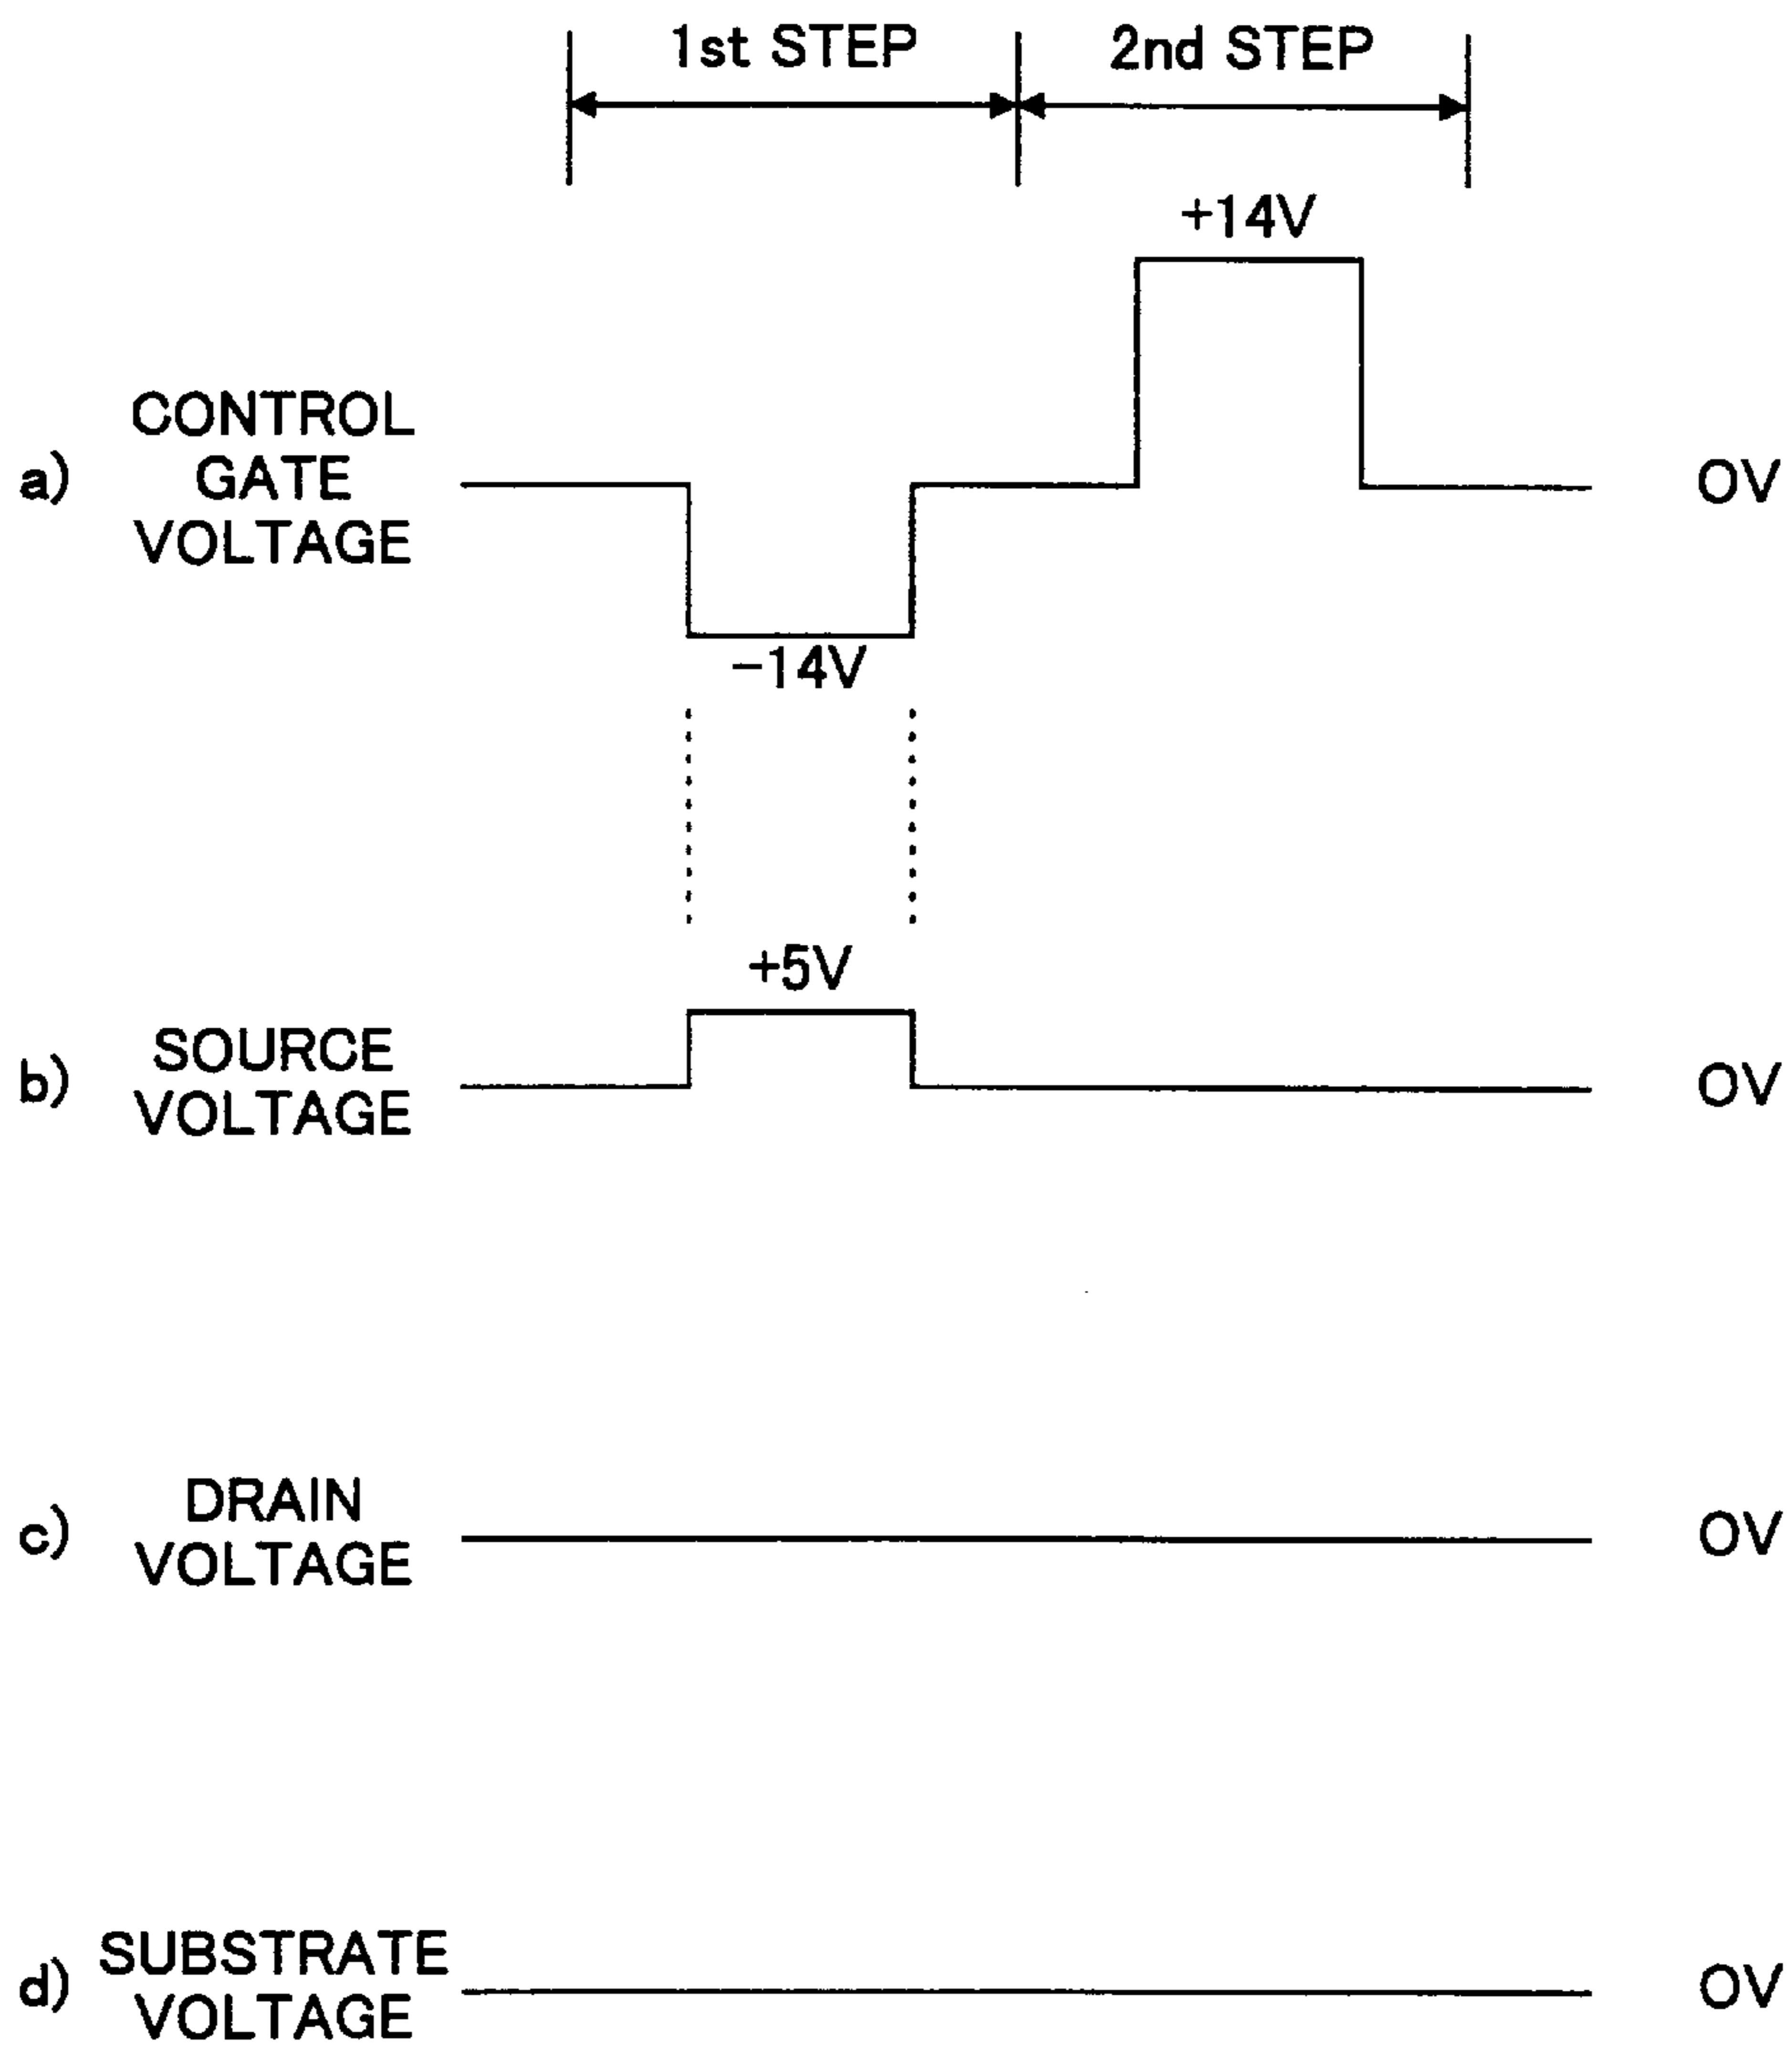 1st STEP
2nd STEP
+14V
a)
CONTROL
GATE
VOLTAGE
0V
−14V
+5V
b)
SOURCE
VOLTAGE
0V
c)
DRAIN
VOLTAGE
0V
d)
SUBSTRATE
VOLTAGE
0V